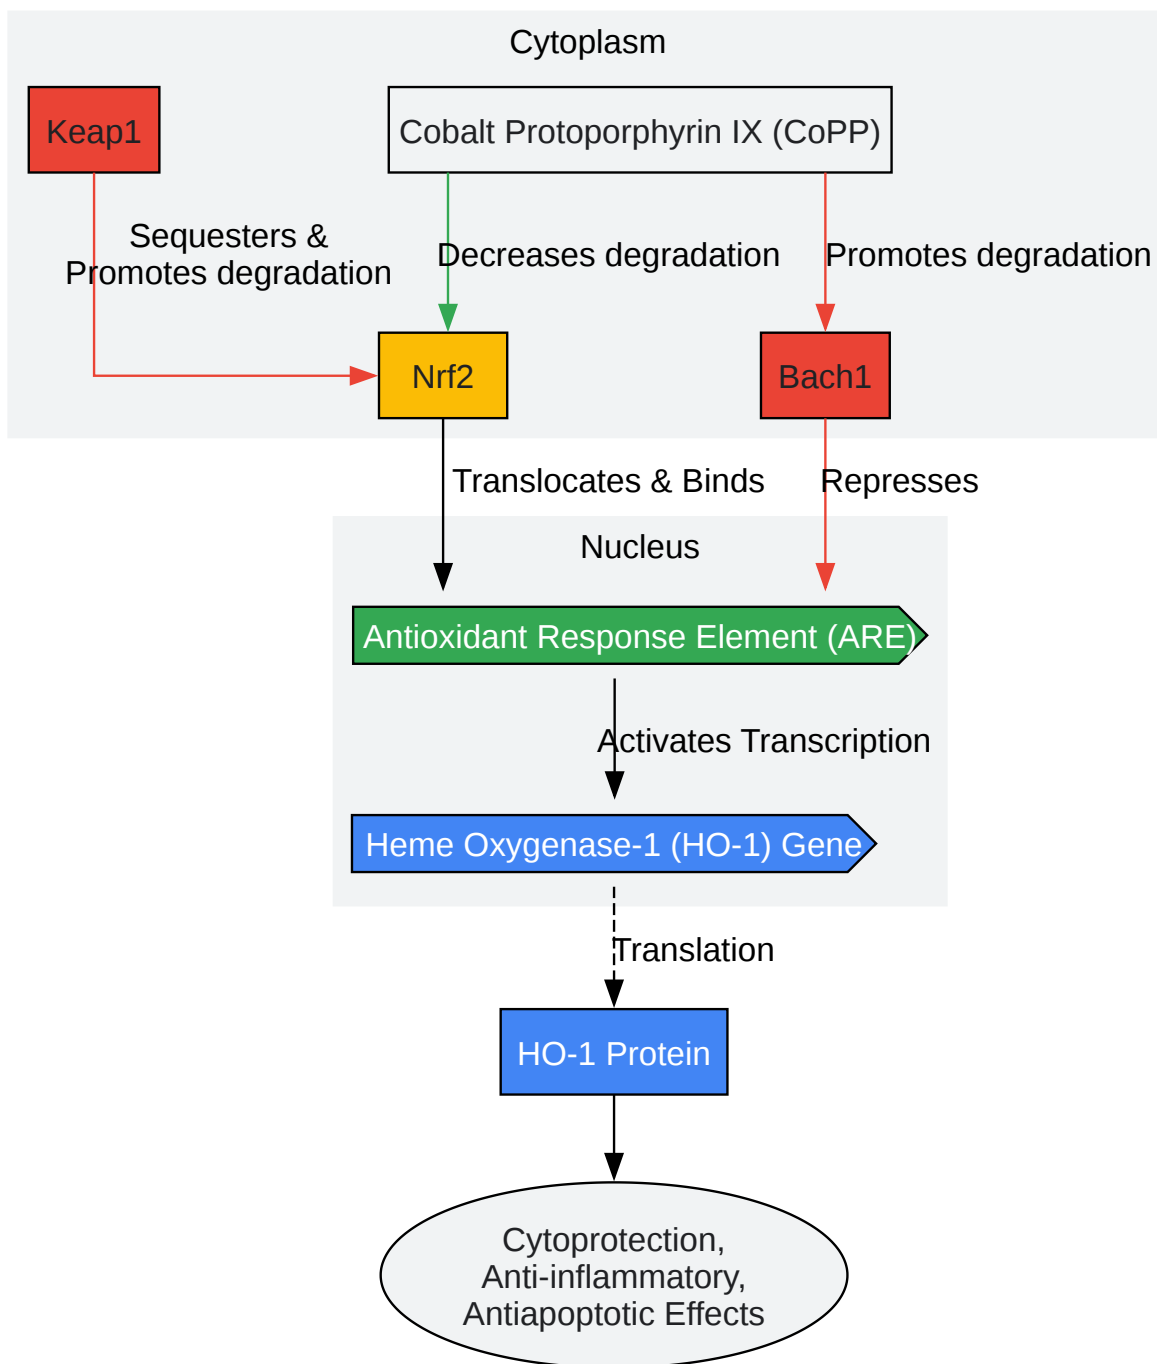 Cytoplasm
Keap1
Cobalt Protoporphyrin IX (CoPP)
Sequesters &
Promotes degradation
Decreases degradation
Promotes degradation
Nrf2
Bach1
Translocates & Binds
Represses
Nucleus
Antioxidant Response Element (ARE)
Activates Transcription
Heme Oxygenase-1 (HO-1) Gene
Translation
HO-1 Protein
Cytoprotection,
Anti-inflammatory,
Antiapoptotic Effects